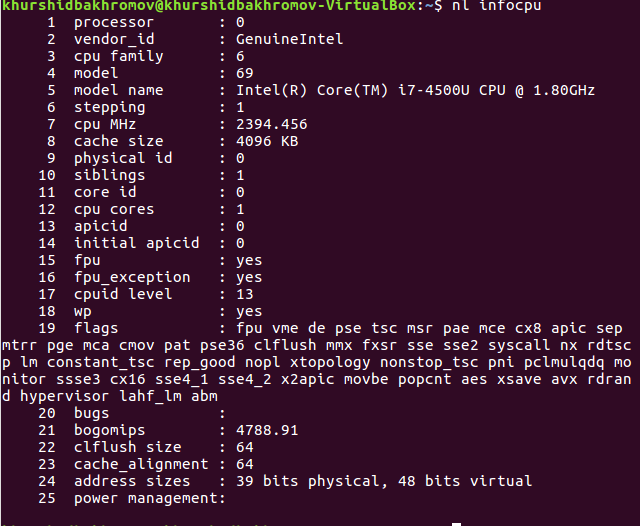 khurshidbakhromov@khurshidbakhromov-VirtualBox:~$ nl infocpu
     1  processor       : 0
     2  vendor_id       : GenuineIntel
     3  cpu family      : 6
     4  model           : 69
     5  model name      : Intel(R) Core(TM) i7-4500U CPU @ 1.80GHz
     6  stepping        : 1
     7  cpu MHz         : 2394.456
     8  cache size      : 4096 KB
     9  physical id     : 0
    10  siblings        : 1
    11  core id         : 0
    12  cpu cores       : 1
    13  apicid          : 0
    14  initial apicid  : 0
    15  fpu             : yes
    16  fpu_exception   : yes
    17  cpuid level     : 13
    18  wp              : yes
    19  flags           : fpu vme de pse tsc msr pae mce cx8 apic sep
mtrr pge mca cmov pat pse36 clflush mmx fxsr sse sse2 syscall nx rdtsc
p lm constant_tsc rep_good nopl xtopology nonstop_tsc pni pclmulqdq mo
nitor ssse3 cx16 sse4_1 sse4_2 x2apic movbe popcnt aes xsave avx rdran
d hypervisor lahf_lm abm
    20  bugs            :
    21  bogomips        : 4788.91
    22  clflush size    : 64
    23  cache_alignment : 64
    24  address sizes   : 39 bits physical, 48 bits virtual
    25  power management: